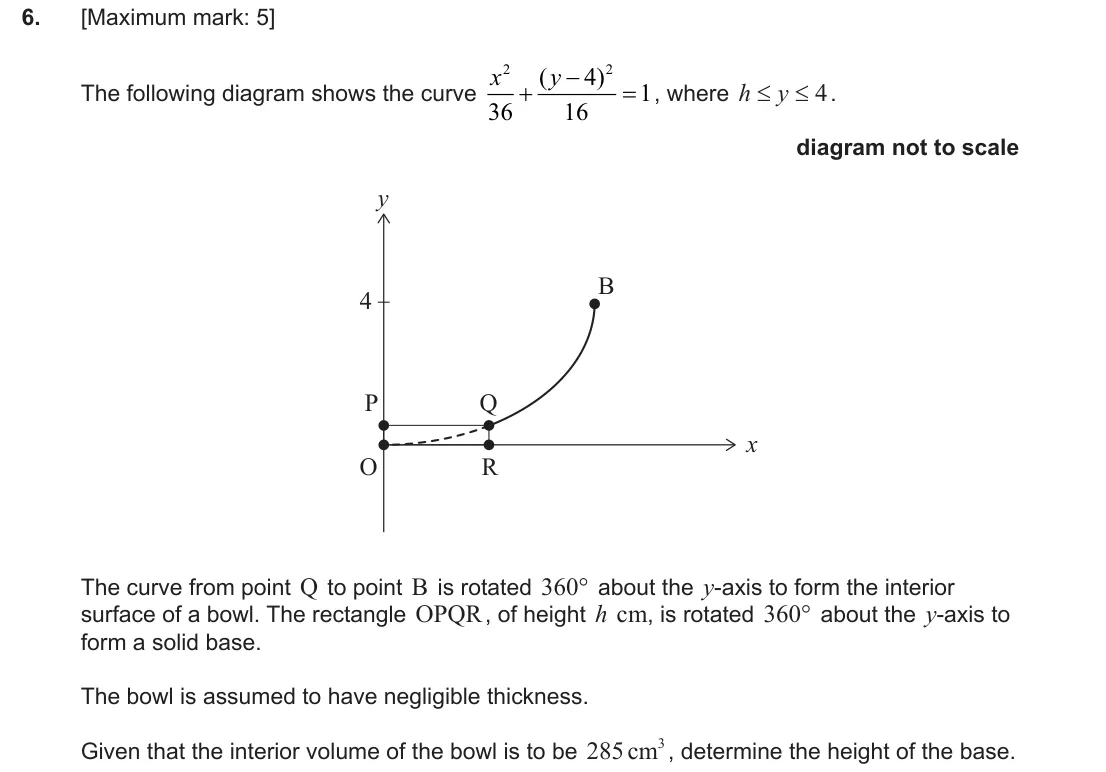 6. [Maximum mark: 5]
The following diagram shows the curve x²/36 + (y − 4)²/16 = 1, where h ≤ y ≤ 4.
diagram not to scale
y
B
4
P
Q
x
O
R
The curve from point Q to point B is rotated 360° about the y-axis to form the interior
surface of a bowl. The rectangle OPQR, of height h cm, is rotated 360° about the y-axis to
form a solid base.
The bowl is assumed to have negligible thickness.
Given that the interior volume of the bowl is to be 285 cm³, determine the height of the base.